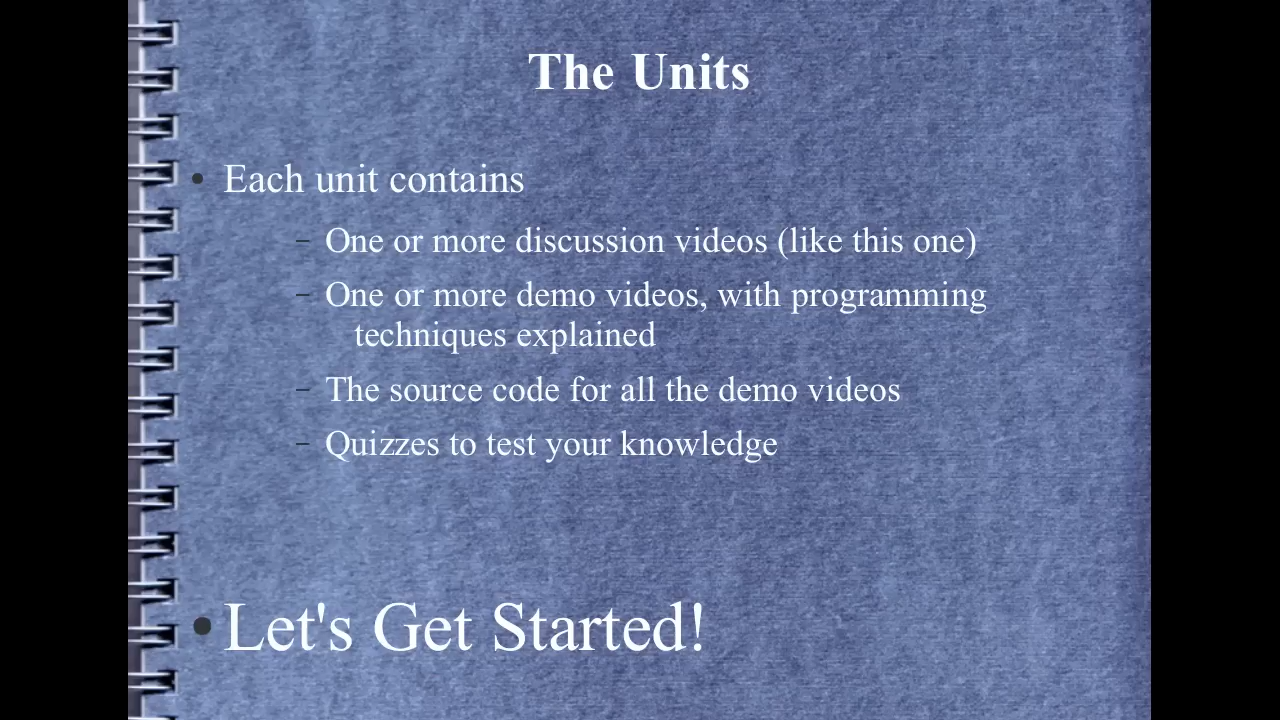 The Units
• Each unit contains
– One or more discussion videos (like this one)
– One or more demo videos, with programming
techniques explained
– The source code for all the demo videos
– Quizzes to test your knowledge
• Let's Get Started!